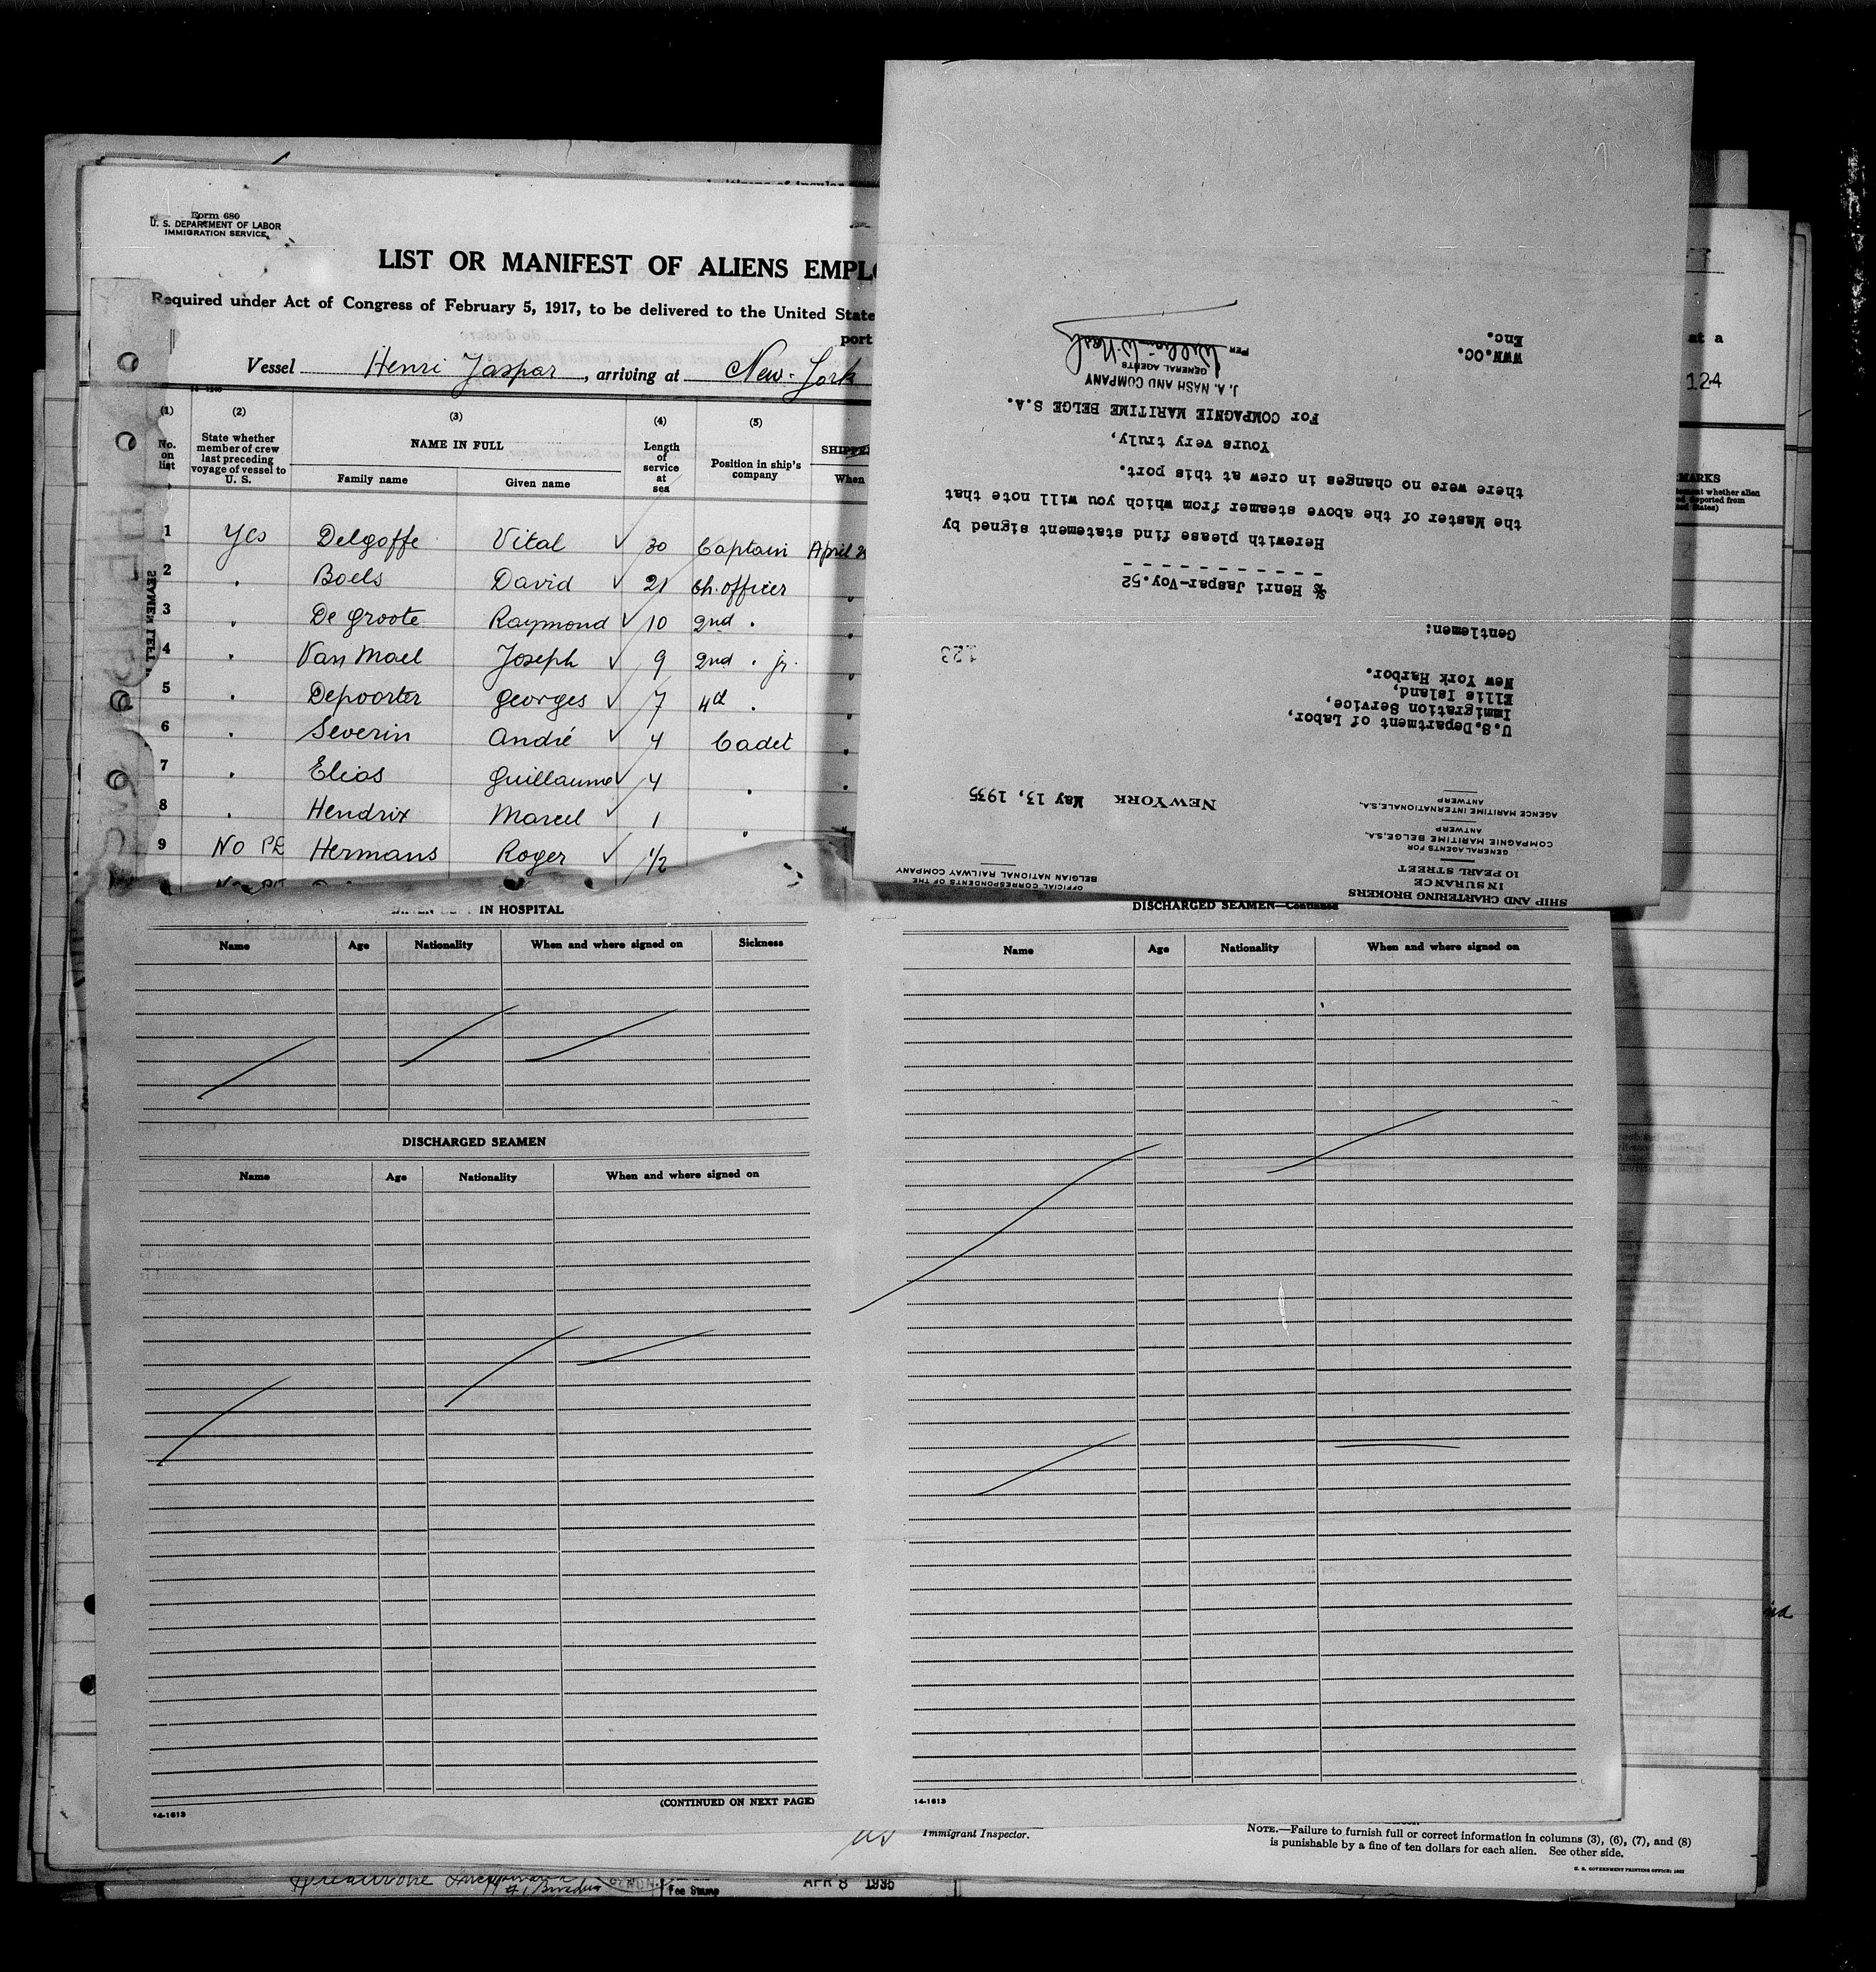 Form 680
U. S. DEPARTMENT OF LABOR
IMMIGRATION SERVICE
LIST OR MANIFEST OF ALIENS
Required under Act of Congress of February 5, 1917, to be delivered to the United State
port
Vessel Henri Jaspar, arriving at New-York
(1) (2) (3) (4) (5)
No. on list
State whether member of crew last preceding voyage of vessel to U. S.
NAME IN FULL
Family name Given name
Length of service at sea
Position in ship's company
When
1 Yes Delgoffe Vital ✓ 30 Captain April
2 " Boels David ✓ 21 Ch. officer "
3 " De Groote Raymond ✓ 10 2nd " "
4 " Van Mael Joseph ✓ 9 2nd " jr. "
5 " Depoorter Georges ✓ 7 4d " "
6 " Severin André ✓ 4 Cadet "
7 " Elias Guillaume ✓ 4 " "
8 " Hendrix Marcel ✓ 1 "
9 No PE Hermans Roger ✓ 1/2
SHIP AND CHARTERING BROKERS
INSURANCE
10 PEARL STREET
GENERAL AGENTS FOR
COMPAGNIE MARITIME BELGE, S.A.
ANTWERP
AGENCE MARITIME INTERNATIONALE, S.A.
ANTWERP
OFFICIAL CORRESPONDENTS OF THE
BELGIAN NATIONAL RAILWAY COMPANY
NEW YORK May 13, 1935
U.S.Department of Labor,
Immigration Service,
Ellis Island,
New York Harbor.
123
Gentlemen:
S/S Henri Jaspar-Voy.52
Herewith please find statement signed by
the Master of the above steamer from which you will note that
there were no changes in crew at this port.
Yours very truly,
For COMPAGNIE MARITIME BELGE S.A.
J. A. NASH AND COMPANY
GENERAL AGENTS
PER William W. Nash
WWN.OC.
Enc.
at a
124
IN HOSPITAL
Name Age Nationality When and where signed on Sickness
DISCHARGED SEAMEN
Name Age Nationality When and where signed on
(CONTINUED ON NEXT PAGE)
14-1613
DISCHARGED SEAMEN—Continued
Name Age Nationality When and where signed on
14-1613
Immigrant Inspector.
NOTE.—Failure to furnish full or correct information in columns (3), (6), (7), and (8)
is punishable by a fine of ten dollars for each alien. See other side.
U. S. GOVERNMENT PRINTING OFFICE: 1932
Fee Stamp
APR 8 1935